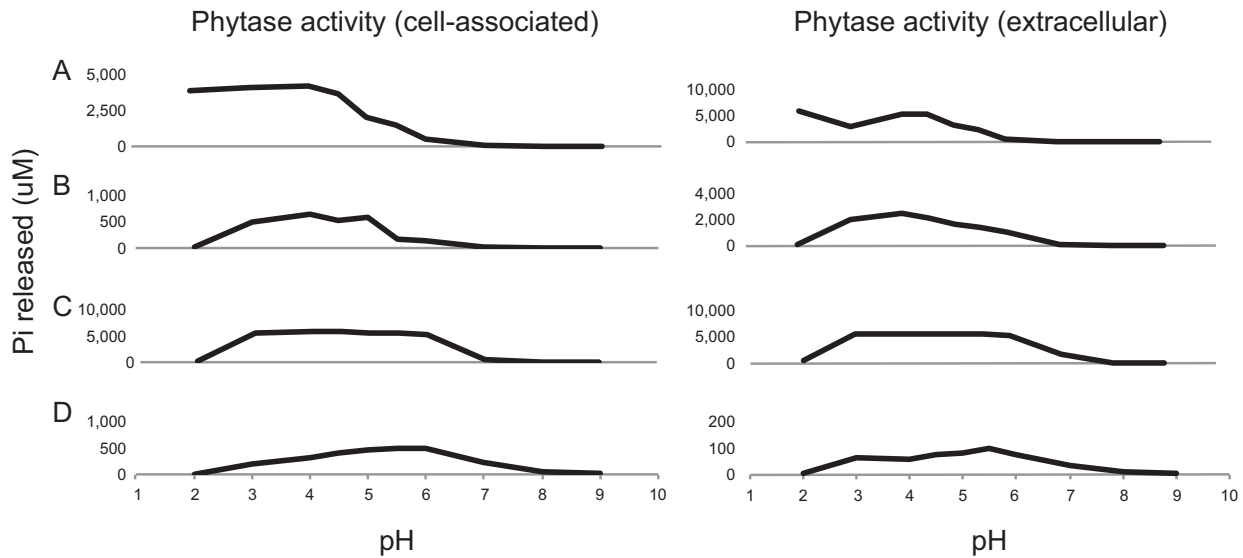 Phytase activity (cell-associated)
Phytase activity (extracellular)
Pi released (uM)
A
5,000
2,500
0
10,000
5,000
0
B
1,000
500
0
4,000
2,000
0
C
10,000
5,000
0
10,000
5,000
0
D
1,000
500
0
200
100
0
1 2 3 4 5 6 7 8 9 10
1 2 3 4 5 6 7 8 9 10
pH
pH